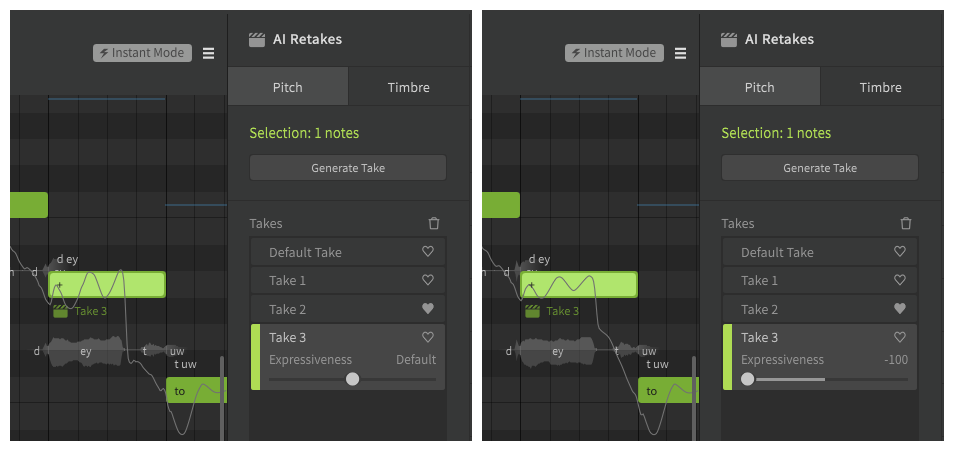 Instant Mode
AI Retakes
Pitch
Timbre
Selection: 1 notes
Generate Take
Takes
Default Take
Take 1
Take 2
Take 3
Expressiveness
Default
d
d ey
+
Take 3
d
ey
t
uw
t uw
to
Instant Mode
AI Retakes
Pitch
Timbre
Selection: 1 notes
Generate Take
Takes
Default Take
Take 1
Take 2
Take 3
Expressiveness
-100
d
d ey
+
Take 3
d
ey
t
uw
t uw
to